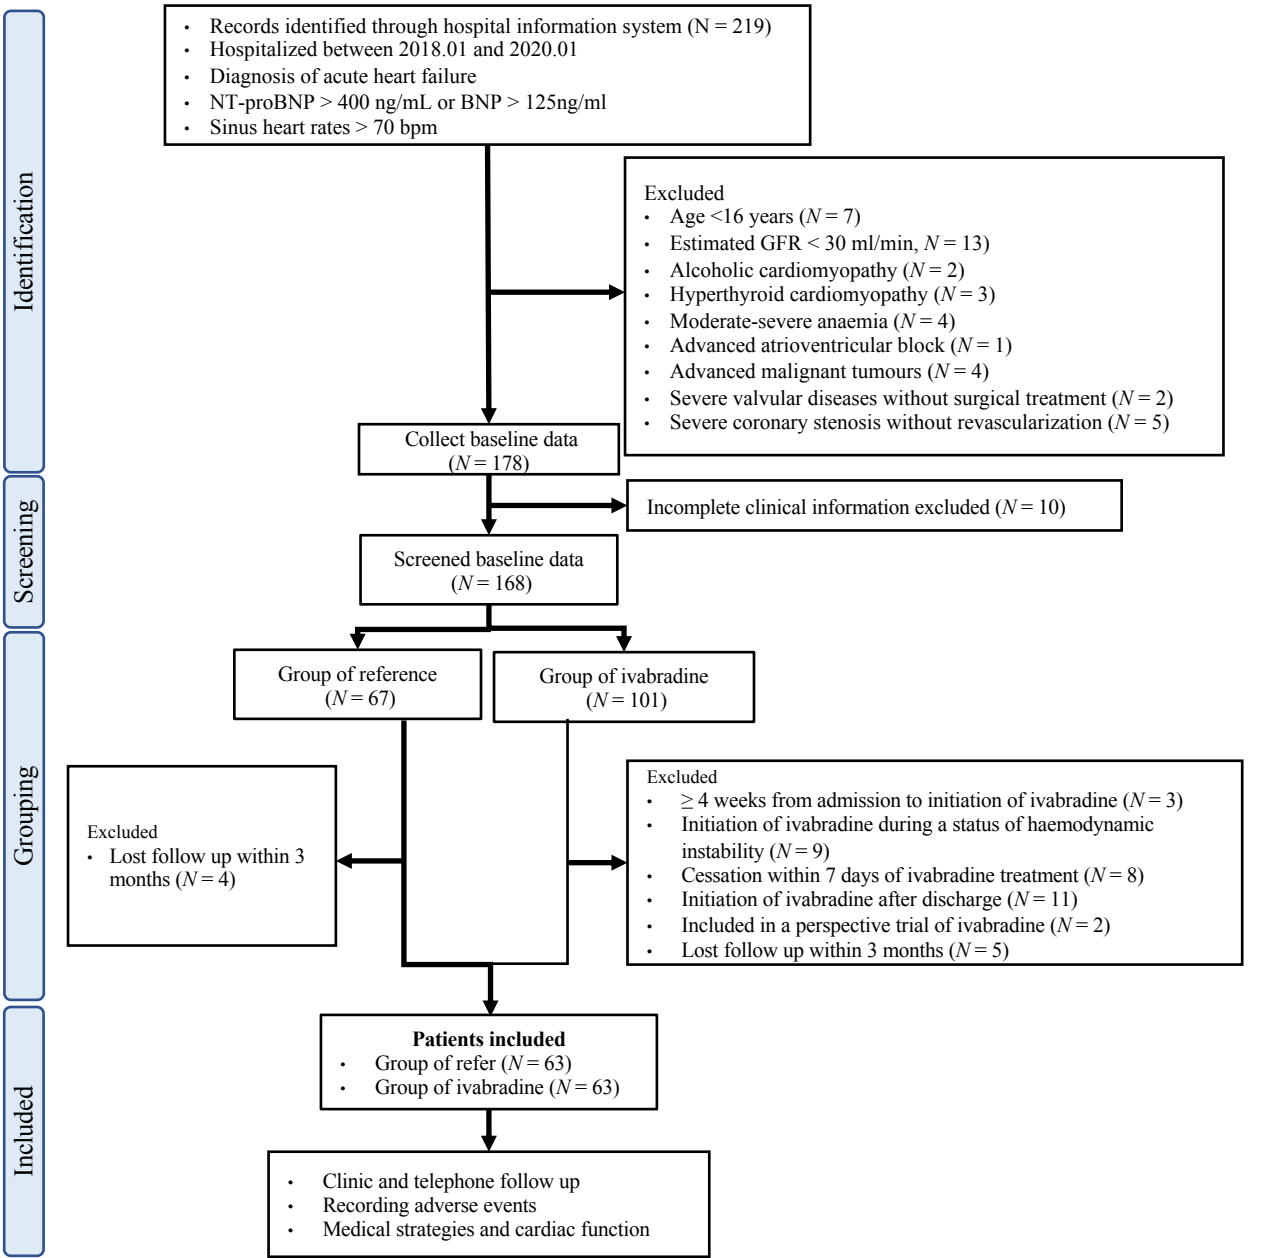 Identification
• Records identified through hospital information system (N = 219)
• Hospitalized between 2018.01 and 2020.01
• Diagnosis of acute heart failure
• NT-proBNP > 400 ng/mL or BNP > 125ng/ml
• Sinus heart rates > 70 bpm
Excluded
• Age <16 years (N = 7)
• Estimated GFR < 30 ml/min, N = 13)
• Alcoholic cardiomyopathy (N = 2)
• Hyperthyroid cardiomyopathy (N = 3)
• Moderate-severe anaemia (N = 4)
• Advanced atrioventricular block (N = 1)
• Advanced malignant tumours (N = 4)
• Severe valvular diseases without surgical treatment (N = 2)
• Severe coronary stenosis without revascularization (N = 5)
Collect baseline data
(N = 178)
Screening
Incomplete clinical information excluded (N = 10)
Screened baseline data
(N = 168)
Grouping
Group of reference
(N = 67)
Group of ivabradine
(N = 101)
Excluded
• Lost follow up within 3
months (N = 4)
Excluded
• ≥ 4 weeks from admission to initiation of ivabradine (N = 3)
• Initiation of ivabradine during a status of haemodynamic
instability (N = 9)
• Cessation within 7 days of ivabradine treatment (N = 8)
• Initiation of ivabradine after discharge (N = 11)
• Included in a perspective trial of ivabradine (N = 2)
• Lost follow up within 3 months (N = 5)
Included
Patients included
• Group of refer (N = 63)
• Group of ivabradine (N = 63)
• Clinic and telephone follow up
• Recording adverse events
• Medical strategies and cardiac function